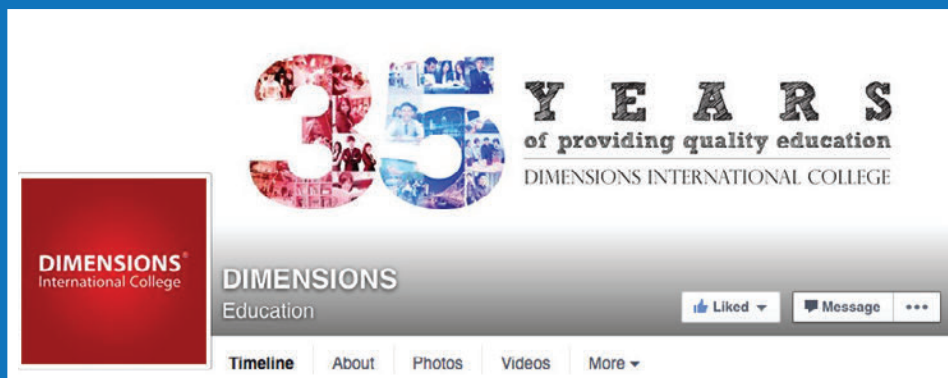 35 YEARS
of providing quality education
DIMENSIONS INTERNATIONAL COLLEGE
DIMENSIONS®
International College
DIMENSIONS
Education
Liked
Message
Timeline
About
Photos
Videos
More